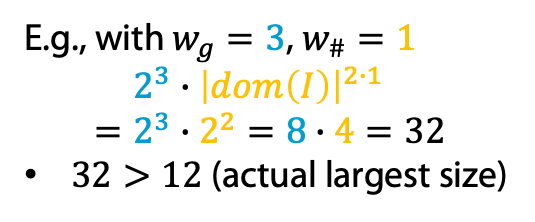 E.g., with w_g = 3, w_# = 1
2^3 · |dom(I)|^{2·1}
= 2^3 · 2^2 = 8 · 4 = 32
• 32 > 12 (actual largest size)